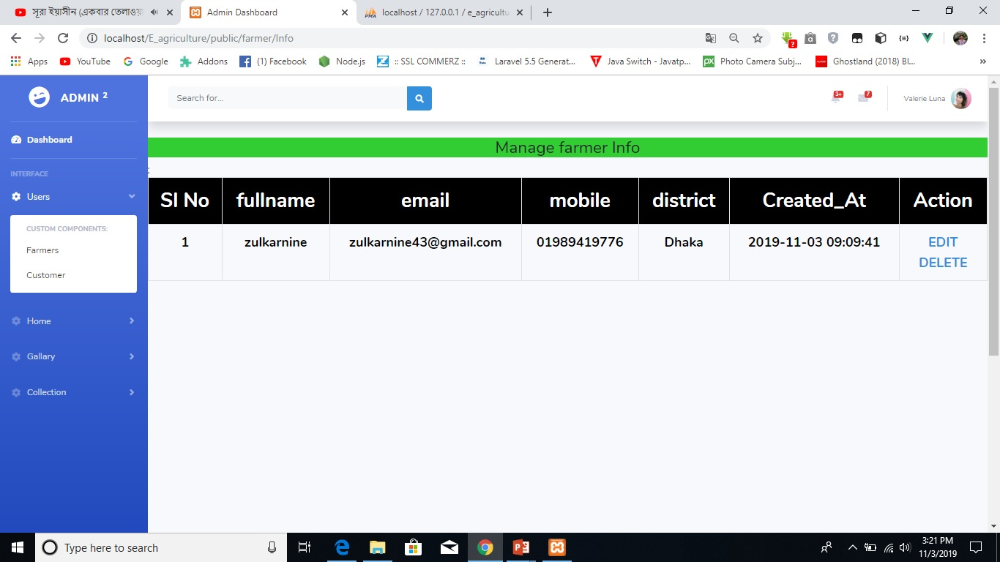 সূরা ইয়াসীন (একবার তেলাওয়া
Admin Dashboard
localhost / 127.0.0.1 / e_agricultu
localhost/E_agriculture/public/farmer/Info
Apps YouTube Google Addons (1) Facebook Node.js :: SSL COMMERZ :: Laravel 5.5 Generat... Java Switch - Javatp... Photo Camera Subj... Ghostland (2018) Bl... »
ADMIN 2
Search for...
3+
7
Valerie Luna
Dashboard
INTERFACE
Users
CUSTOM COMPONENTS:
Farmers
Customer
Home
Gallary
Collection
Manage farmer Info
;
Sl No fullname email mobile district Created_At Action
1 zulkarnine zulkarnine43@gmail.com 01989419776 Dhaka 2019-11-03 09:09:41 EDIT
DELETE
Type here to search
3:21 PM
11/3/2019